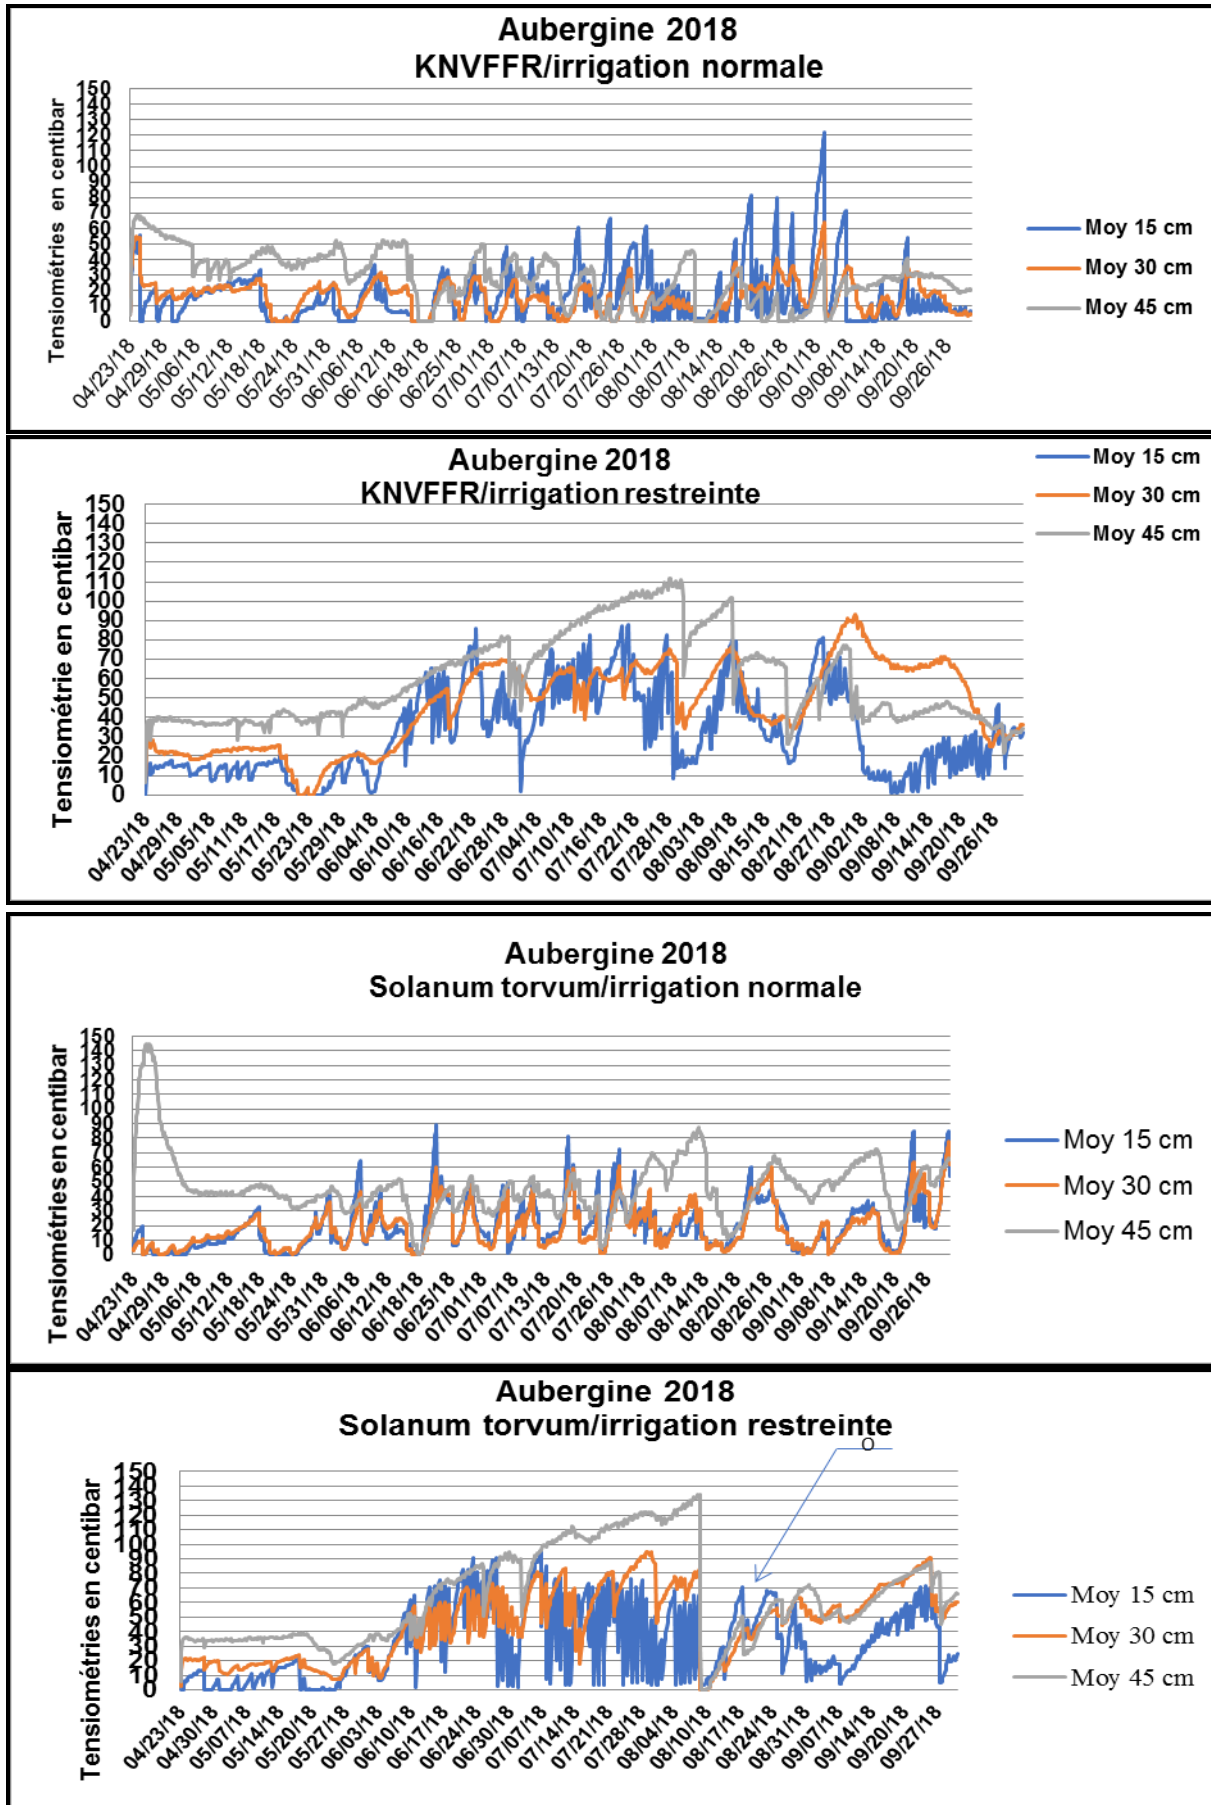 Aubergine 2018
KNVFFR/irrigation normale
Tensiométries en centibar
150
140
130
120
110
100
90
80
70
60
50
40
30
20
10
0
04/23/18 04/29/18 05/06/18 05/12/18 05/18/18 05/24/18 05/31/18 06/06/18 06/12/18 06/18/18 06/25/18 07/01/18 07/07/18 07/13/18 07/20/18 07/26/18 08/01/18 08/07/18 08/14/18 08/20/18 08/26/18 09/01/18 09/08/18 09/14/18 09/20/18 09/26/18
Moy 15 cm
Moy 30 cm
Moy 45 cm
Aubergine 2018
KNVFFR/irrigation restreinte
Tensiométrie en centibar
150
140
130
120
110
100
90
80
70
60
50
40
30
20
10
0
04/23/18 04/29/18 05/05/18 05/11/18 05/17/18 05/23/18 05/29/18 06/04/18 06/10/18 06/16/18 06/22/18 06/28/18 07/04/18 07/10/18 07/16/18 07/22/18 07/28/18 08/03/18 08/09/18 08/15/18 08/21/18 08/27/18 09/02/18 09/08/18 09/14/18 09/20/18 09/26/18
Moy 15 cm
Moy 30 cm
Moy 45 cm
Aubergine 2018
Solanum torvum/irrigation normale
Tensiométries en centibar
150
140
130
120
110
100
90
80
70
60
50
40
30
20
10
0
04/23/18 04/29/18 05/06/18 05/12/18 05/18/18 05/24/18 05/31/18 06/06/18 06/12/18 06/18/18 06/25/18 07/01/18 07/07/18 07/13/18 07/20/18 07/26/18 08/01/18 08/07/18 08/14/18 08/20/18 08/26/18 09/01/18 09/08/18 09/14/18 09/20/18 09/26/18
Moy 15 cm
Moy 30 cm
Moy 45 cm
Aubergine 2018
Solanum torvum/irrigation restreinte
O
Tensiométries en centibar
150
140
130
120
110
100
90
80
70
60
50
40
30
20
10
0
04/23/18 04/30/18 05/07/18 05/14/18 05/20/18 05/27/18 06/03/18 06/10/18 06/17/18 06/24/18 06/30/18 07/07/18 07/14/18 07/21/18 07/28/18 08/04/18 08/10/18 08/17/18 08/24/18 08/31/18 09/07/18 09/14/18 09/20/18 09/27/18
Moy 15 cm
Moy 30 cm
Moy 45 cm